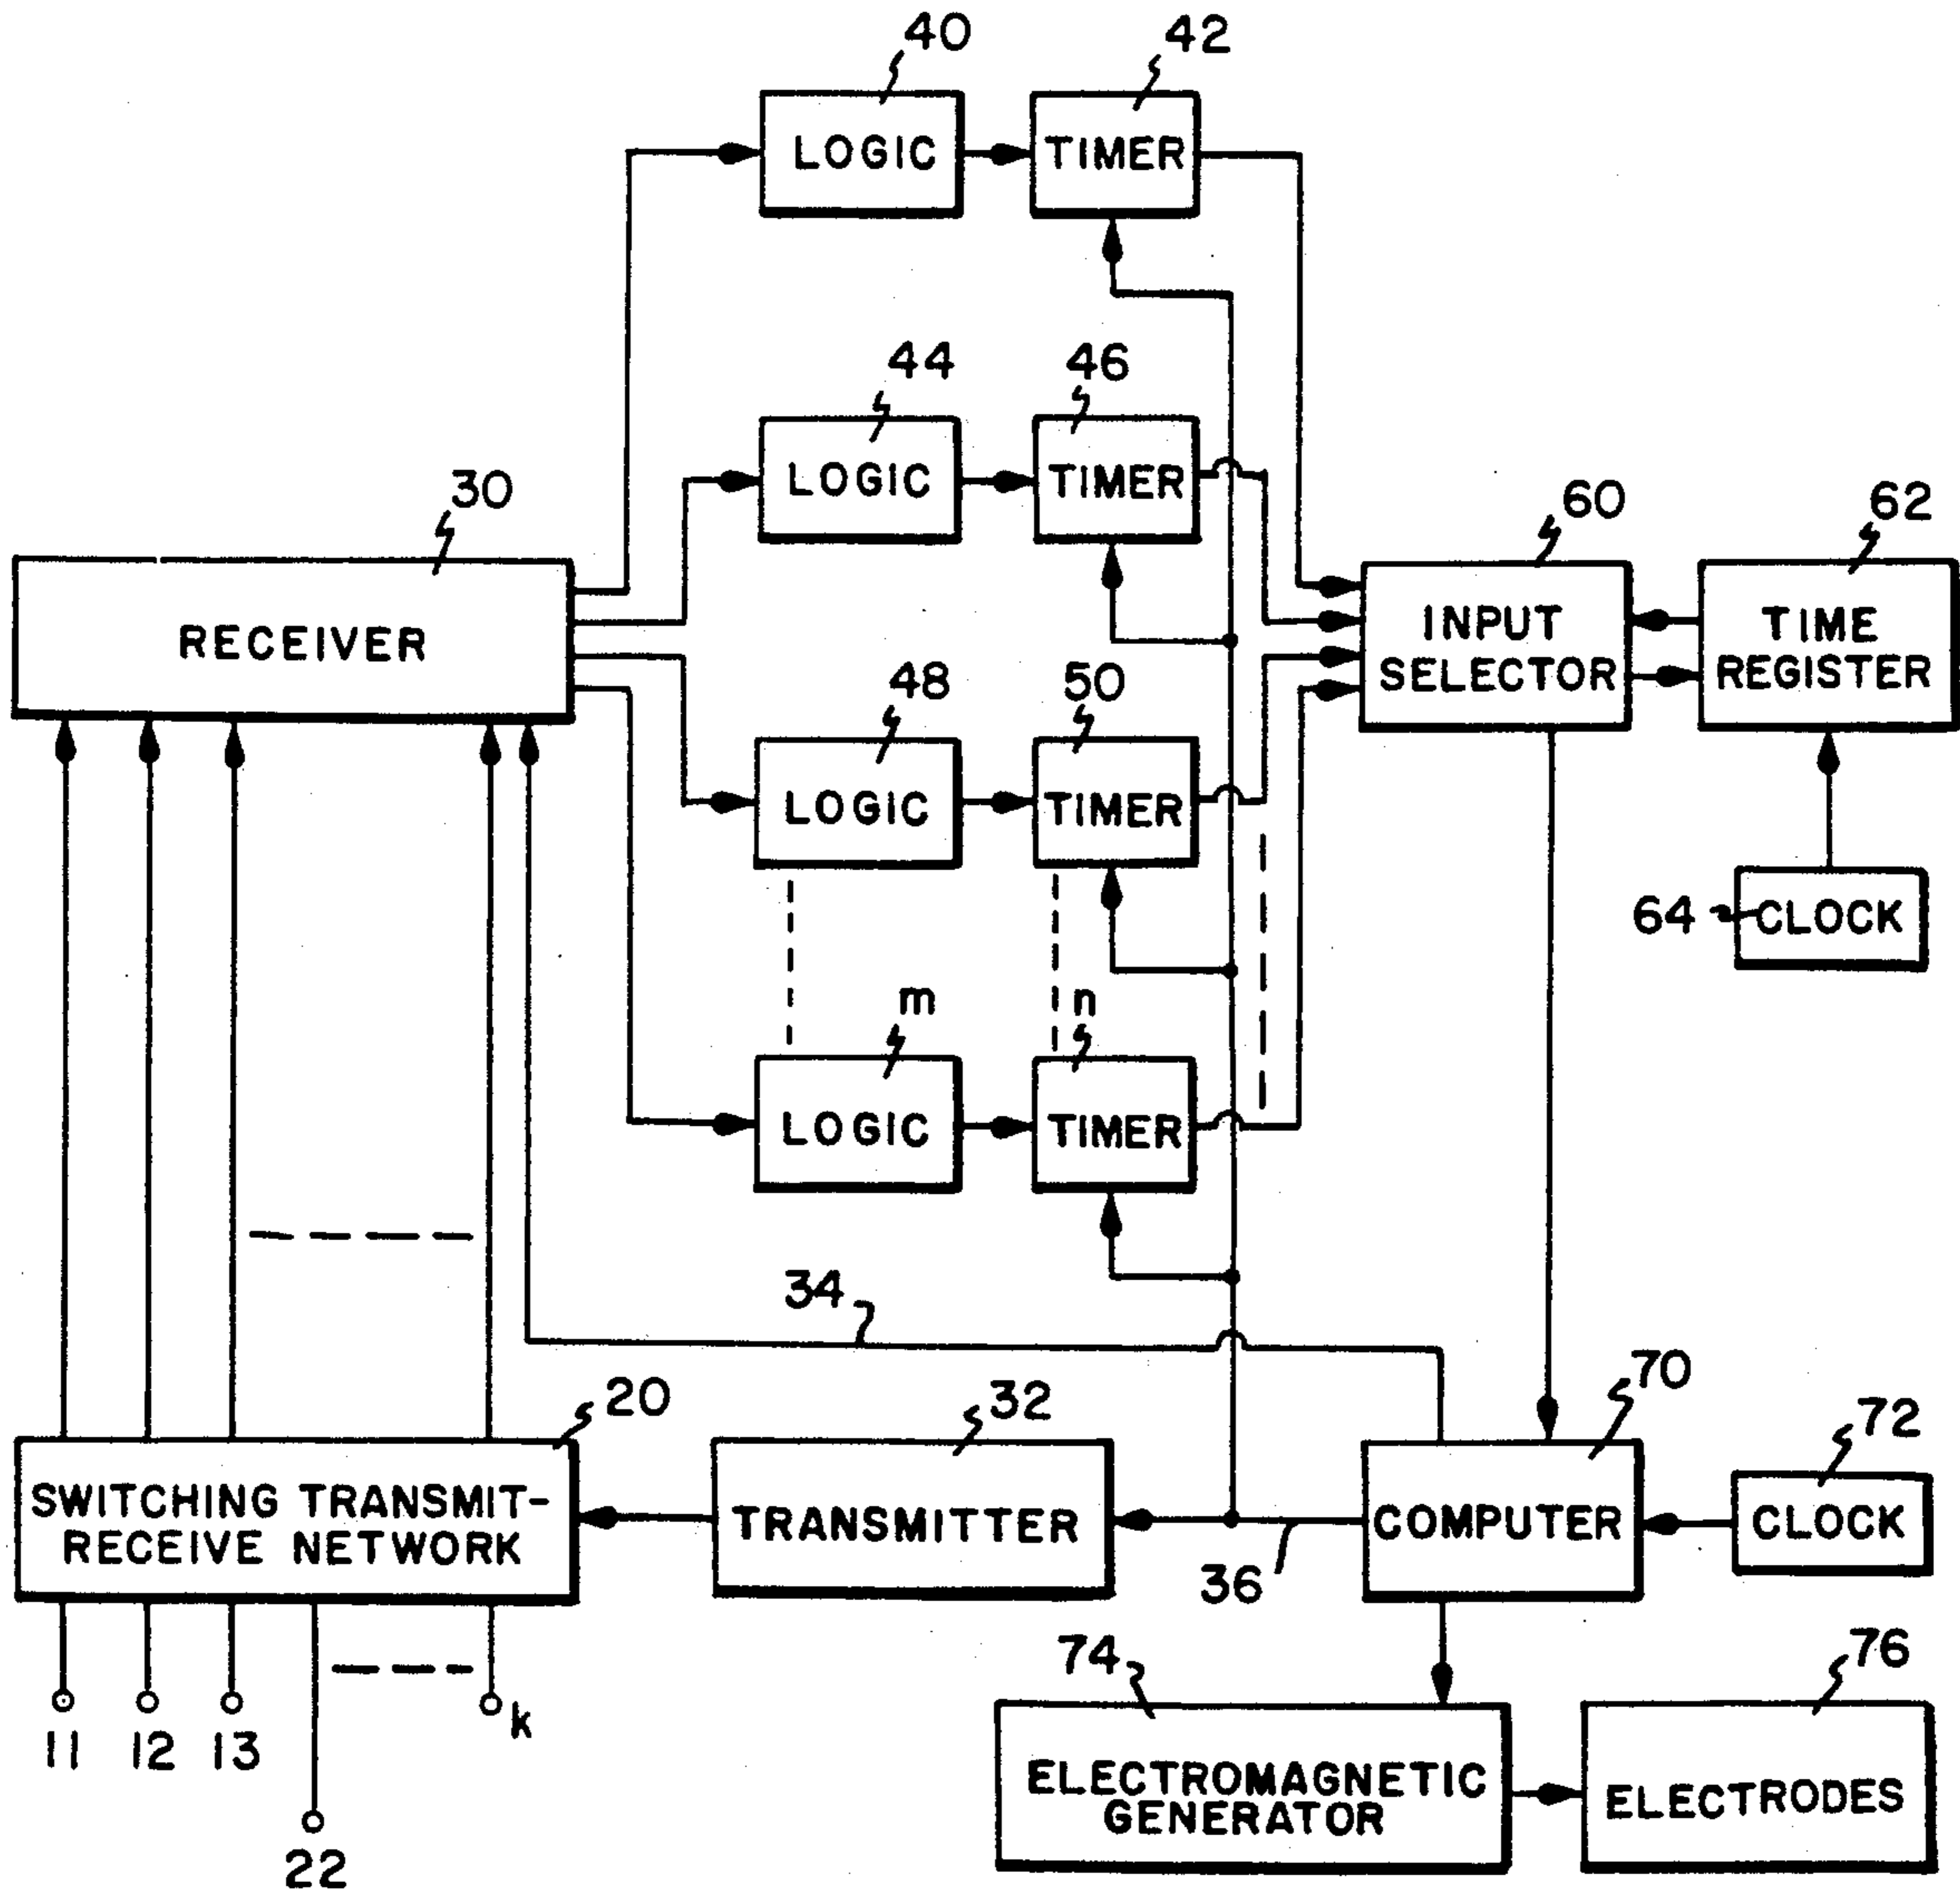 40
42
LOGIC
TIMER
44
46
LOGIC
TIMER
30
60
62
RECEIVER
INPUT
SELECTOR
TIME
REGISTER
48
50
LOGIC
TIMER
64
CLOCK
m
n
LOGIC
TIMER
34
20
32
70
72
SWITCHING TRANSMIT-
RECEIVE NETWORK
TRANSMITTER
COMPUTER
CLOCK
36
11
12
13
k
22
74
76
ELECTROMAGNETIC
GENERATOR
ELECTRODES